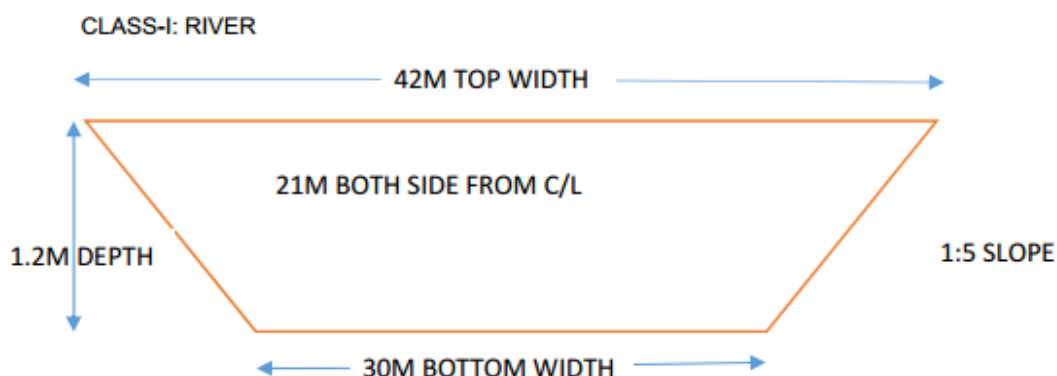 CLASS-I: RIVER
42M TOP WIDTH
21M BOTH SIDE FROM C/L
1.2M DEPTH
1:5 SLOPE
30M BOTTOM WIDTH